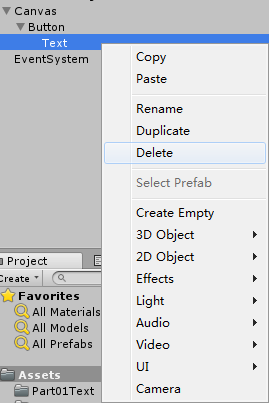 Canvas
Button
Text
EventSystem
Copy
Paste
Rename
Duplicate
Delete
Select Prefab
Create Empty
3D Object
2D Object
Effects
Light
Audio
Video
UI
Camera
Project
Create
Favorites
All Materials
All Models
All Prefabs
Assets
Part01Text